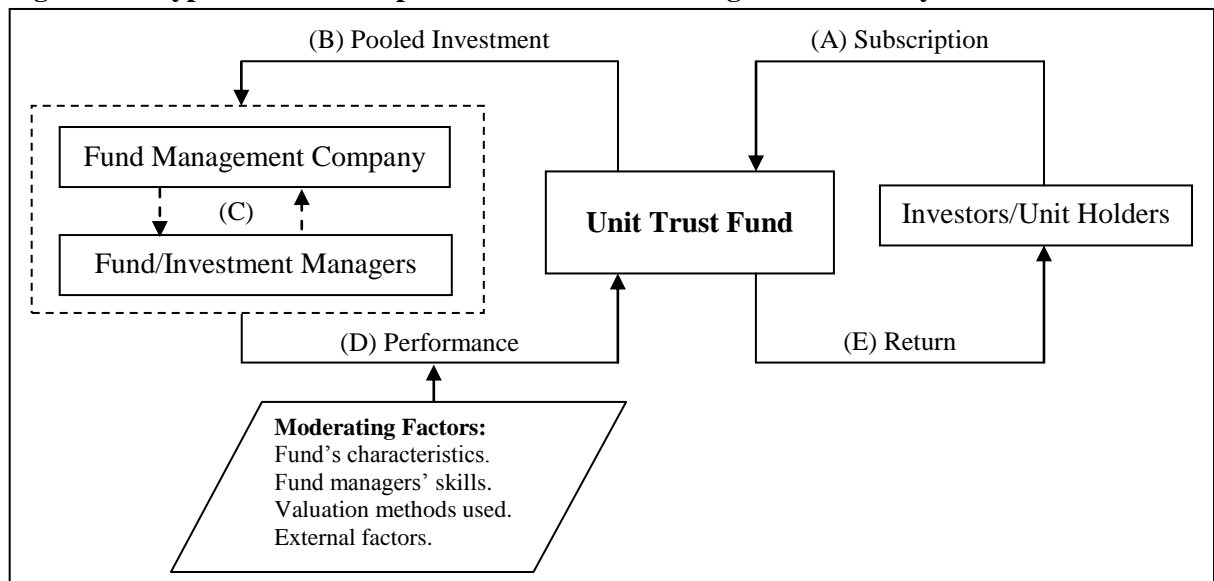 (B) Pooled Investment
(A) Subscription
Fund Management Company
(C)
Fund/Investment Managers
Unit Trust Fund
Investors/Unit Holders
(D) Performance
(E) Return
Moderating Factors:
Fund's characteristics.
Fund managers' skills.
Valuation methods used.
External factors.